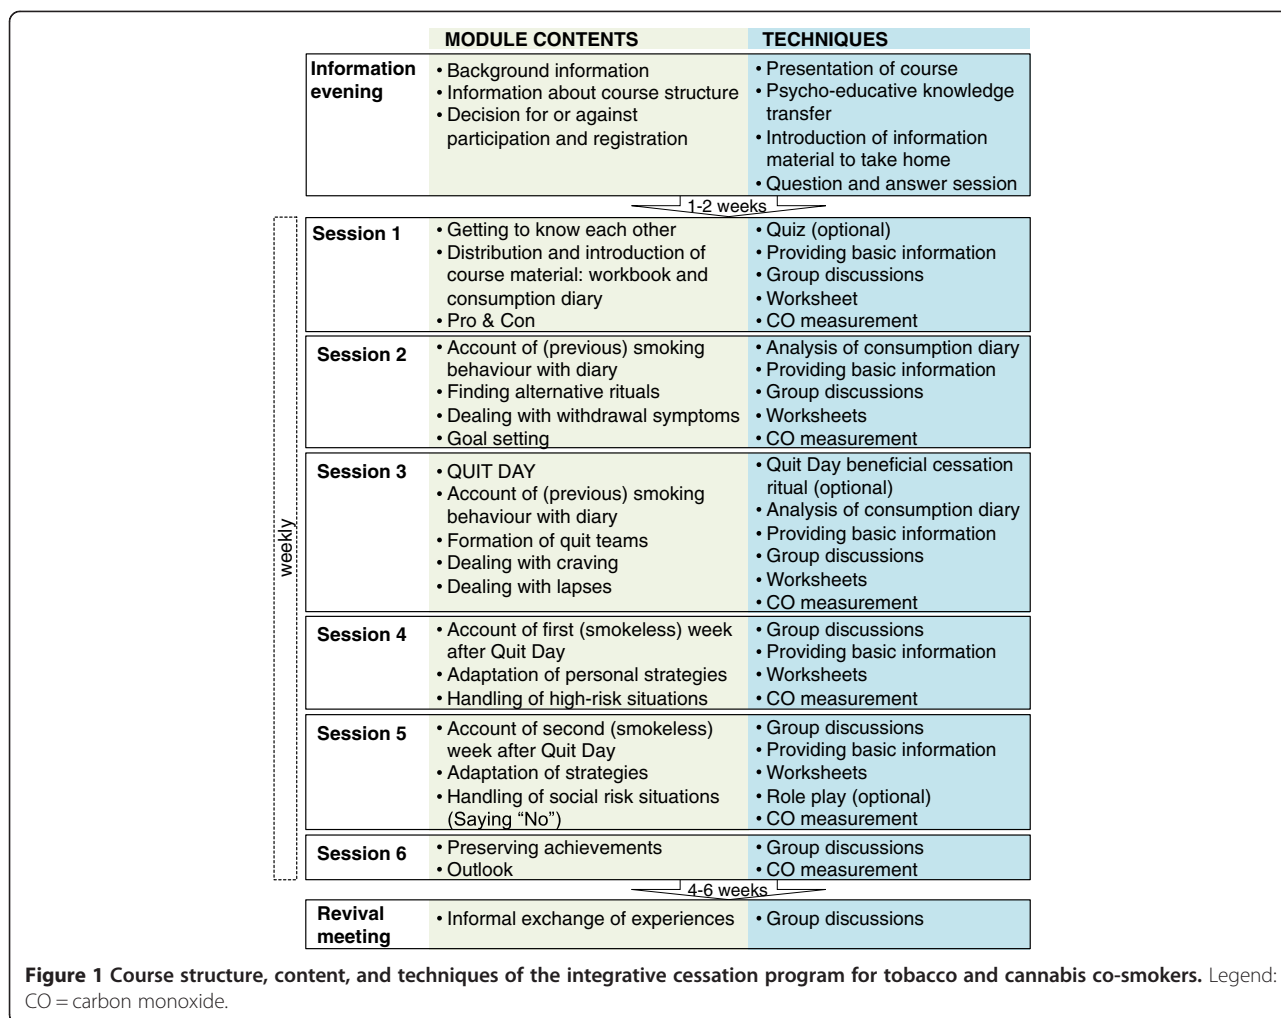 MODULE CONTENTS TECHNIQUES
Information
evening
• Background information
• Information about course structure
• Decision for or against
participation and registration
• Presentation of course
• Psycho-educative knowledge
transfer
• Introduction of information
material to take home
• Question and answer session
1-2 weeks
weekly
Session 1
• Getting to know each other
• Distribution and introduction of
course material: workbook and
consumption diary
• Pro & Con
• Quiz (optional)
• Providing basic information
• Group discussions
• Worksheet
• CO measurement
Session 2
• Account of (previous) smoking
behaviour with diary
• Finding alternative rituals
• Dealing with withdrawal symptoms
• Goal setting
• Analysis of consumption diary
• Providing basic information
• Group discussions
• Worksheets
• CO measurement
Session 3
• QUIT DAY
• Account of (previous) smoking
behaviour with diary
• Formation of quit teams
• Dealing with craving
• Dealing with lapses
• Quit Day beneficial cessation
ritual (optional)
• Analysis of consumption diary
• Providing basic information
• Group discussions
• Worksheets
• CO measurement
Session 4
• Account of first (smokeless) week
after Quit Day
• Adaptation of personal strategies
• Handling of high-risk situations
• Group discussions
• Providing basic information
• Worksheets
• CO measurement
Session 5
• Account of second (smokeless)
week after Quit Day
• Adaptation of strategies
• Handling of social risk situations
(Saying “No”)
• Group discussions
• Providing basic information
• Worksheets
• Role play (optional)
• CO measurement
Session 6
• Preserving achievements
• Outlook
• Group discussions
• CO measurement
4-6 weeks
Revival
meeting
• Informal exchange of experiences
• Group discussions
Figure 1 Course structure, content, and techniques of the integrative cessation program for tobacco and cannabis co-smokers. Legend:
CO = carbon monoxide.